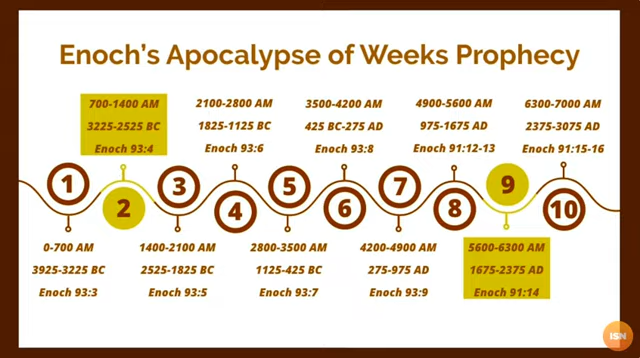 Enoch's Apocalypse of Weeks Prophecy
700-1400 AM
3225-2525 BC
Enoch 93:4
2100-2800 AM
1825-1125 BC
Enoch 93:6
3500-4200 AM
425 BC-275 AD
Enoch 93:8
4900-5600 AM
975-1675 AD
Enoch 91:12-13
6300-7000 AM
2375-3075 AD
Enoch 91:15-16
1
2
3
4
5
6
7
8
9
10
0-700 AM
3925-3225 BC
Enoch 93:3
1400-2100 AM
2525-1825 BC
Enoch 93:5
2800-3500 AM
1125-425 BC
Enoch 93:7
4200-4900 AM
275-975 AD
Enoch 93:9
5600-6300 AM
1675-2375 AD
Enoch 91:14
ISN